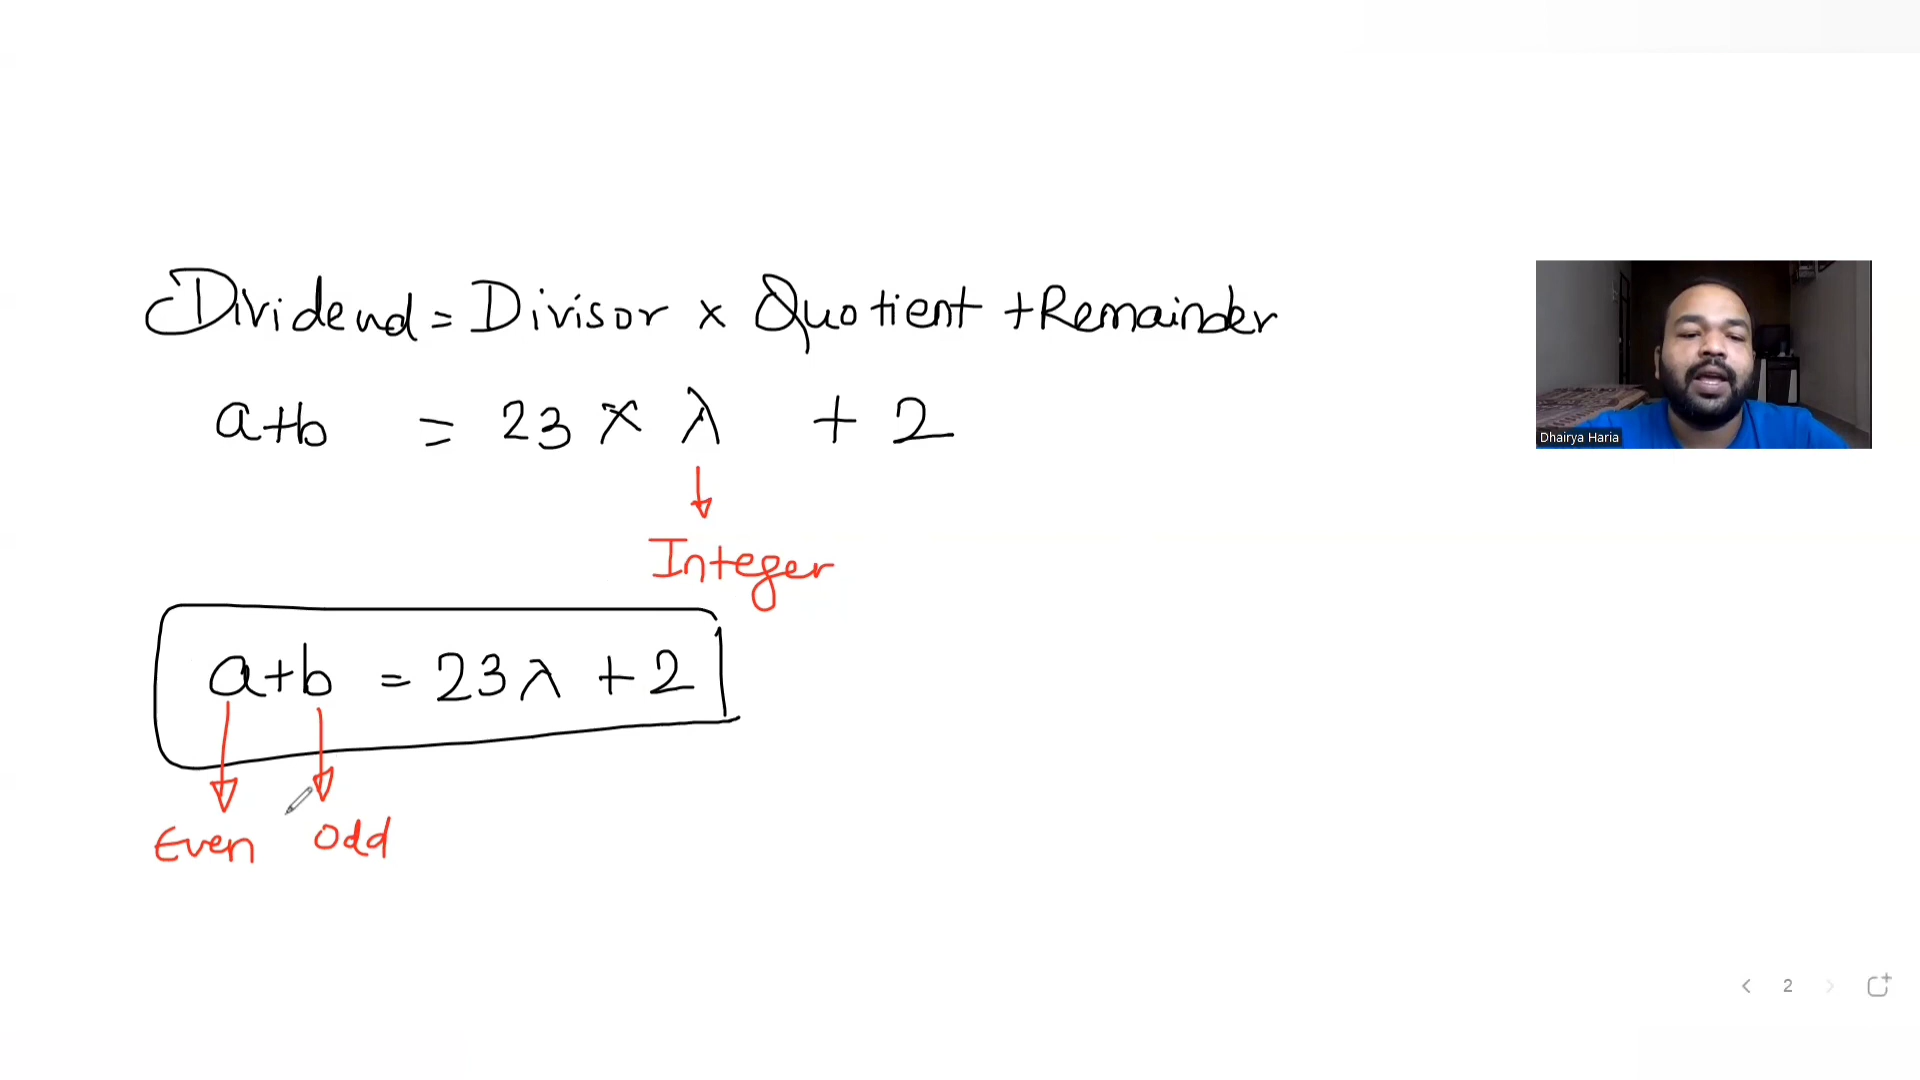 Dividend = Divisor x Quotient + Remainder
a+b = 23 x λ + 2
Integer
a+b = 23λ + 2
Even Odd
Dhairya Haria
2